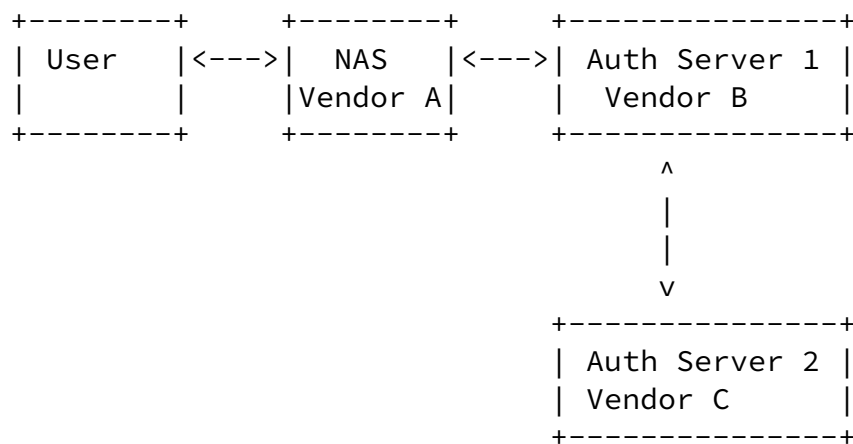 User NAS Auth Server 1
Vendor A Vendor B
Auth Server 2
Vendor C